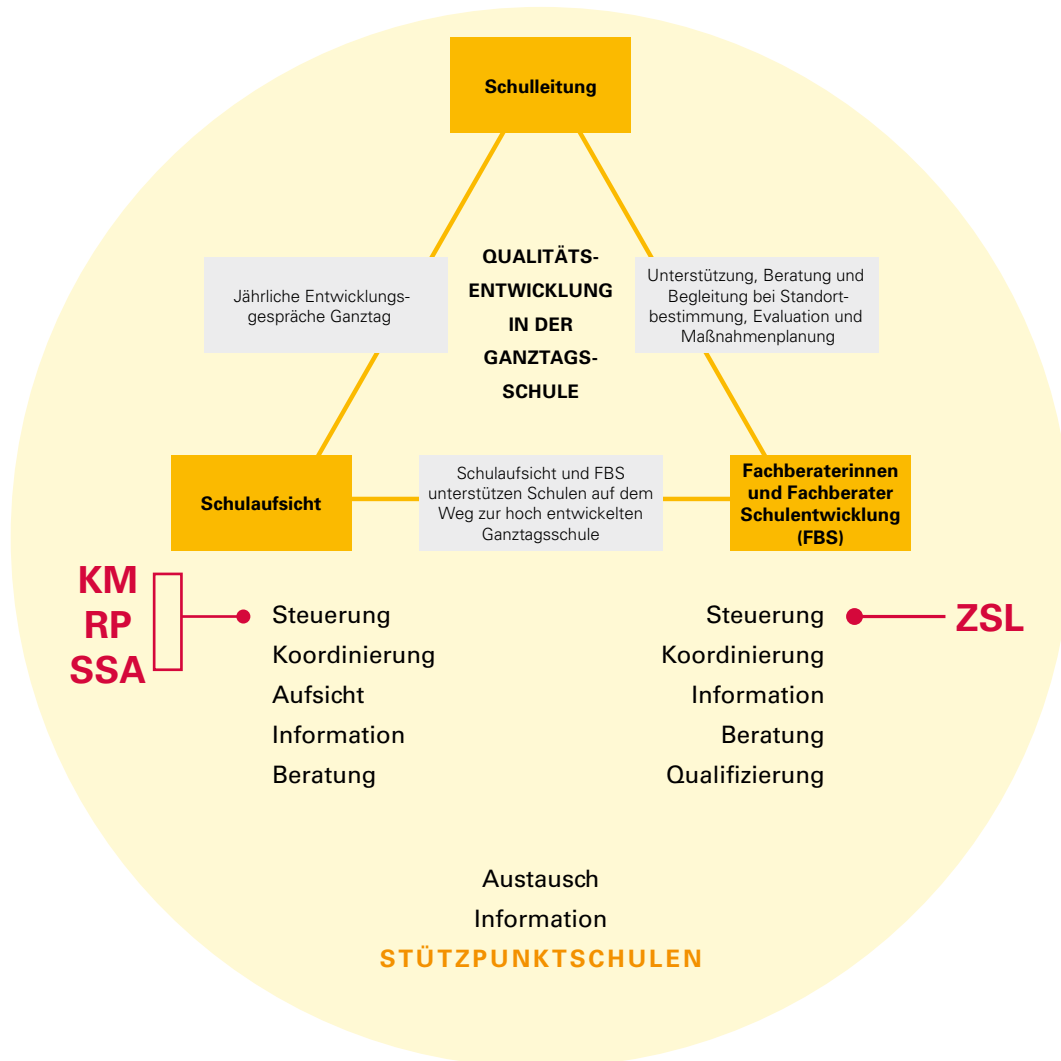 Schulleitung
QUALITÄTS-
ENTWICKLUNG
IN DER
GANZTAGS-
SCHULE
Jährliche Entwicklungs-
gespräche Ganztag
Unterstützung, Beratung und
Begleitung bei Standort-
bestimmung, Evaluation und
Maßnahmenplanung
Schulaufsicht
Schulaufsicht und FBS
unterstützen Schulen auf dem
Weg zur hoch entwickelten
Ganztagsschule
Fachberaterinnen
und Fachberater
Schulentwicklung
(FBS)
KM
RP
SSA
Steuerung
Koordinierung
Aufsicht
Information
Beratung
Steuerung
Koordinierung
Information
Beratung
Qualifizierung
ZSL
Austausch
Information
STÜTZPUNKTSCHULEN